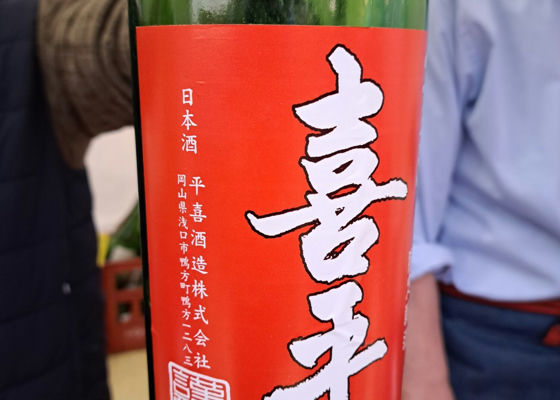 喜平
日本酒
平喜酒造株式会社
岡山県浅口市鴨方町鴨方一二八三
謹